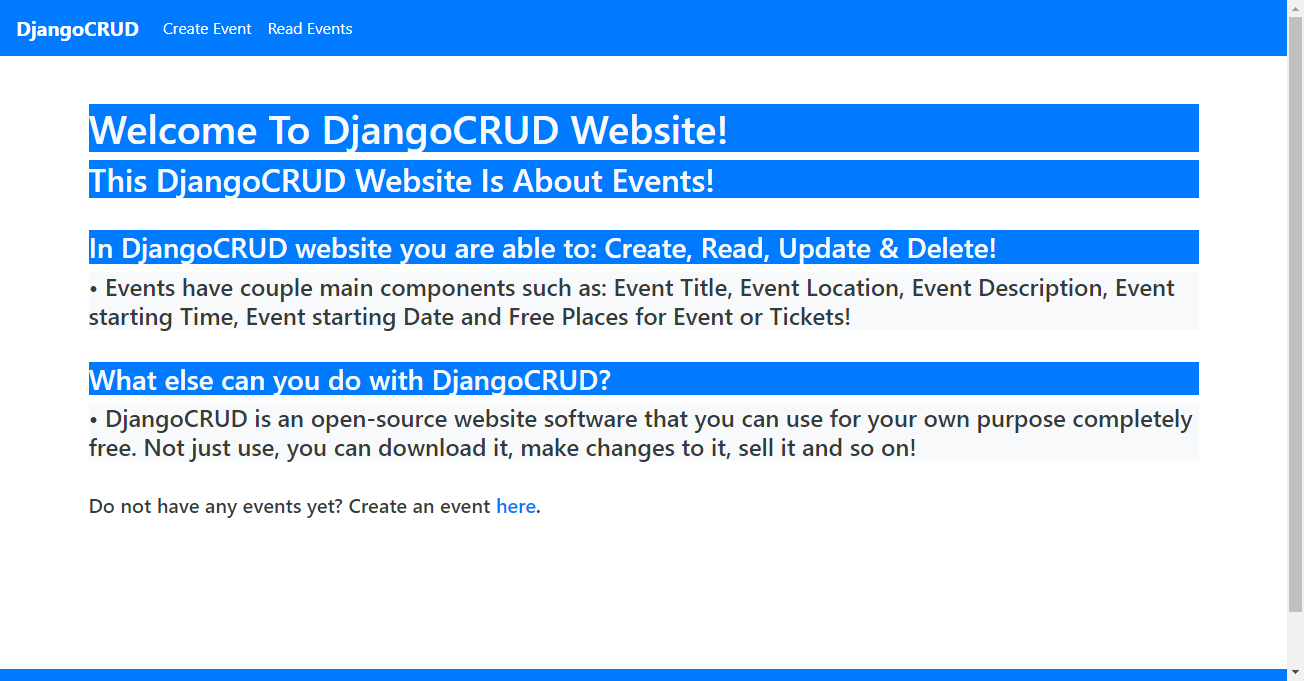 DjangoCRUD Create Event Read Events
Welcome To DjangoCRUD Website!
This DjangoCRUD Website Is About Events!
In DjangoCRUD website you are able to: Create, Read, Update & Delete!
• Events have couple main components such as: Event Title, Event Location, Event Description, Event
starting Time, Event starting Date and Free Places for Event or Tickets!
What else can you do with DjangoCRUD?
• DjangoCRUD is an open-source website software that you can use for your own purpose completely
free. Not just use, you can download it, make changes to it, sell it and so on!
Do not have any events yet? Create an event here.